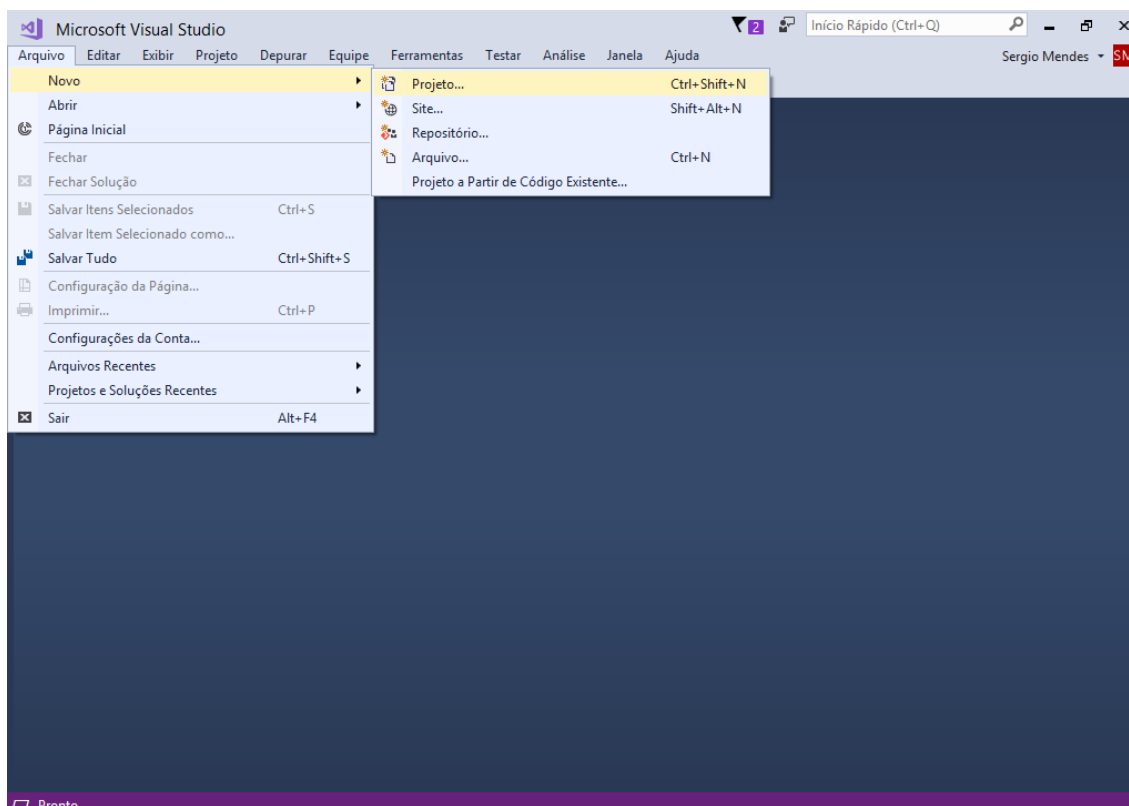 Microsoft Visual Studio
2
Início Rápido (Ctrl+Q)
Arquivo Editar Exibir Projeto Depurar Equipe Ferramentas Testar Análise Janela Ajuda
Sergio Mendes SM
Novo
Abrir
Página Inicial
Fechar
Fechar Solução
Salvar Itens Selecionados Ctrl+S
Salvar Item Selecionado como...
Salvar Tudo Ctrl+Shift+S
Configuração da Página...
Imprimir... Ctrl+P
Configurações da Conta...
Arquivos Recentes
Projetos e Soluções Recentes
Sair Alt+F4
Projeto... Ctrl+Shift+N
Site... Shift+Alt+N
Repositório...
Arquivo... Ctrl+N
Projeto a Partir de Código Existente...
Pronto